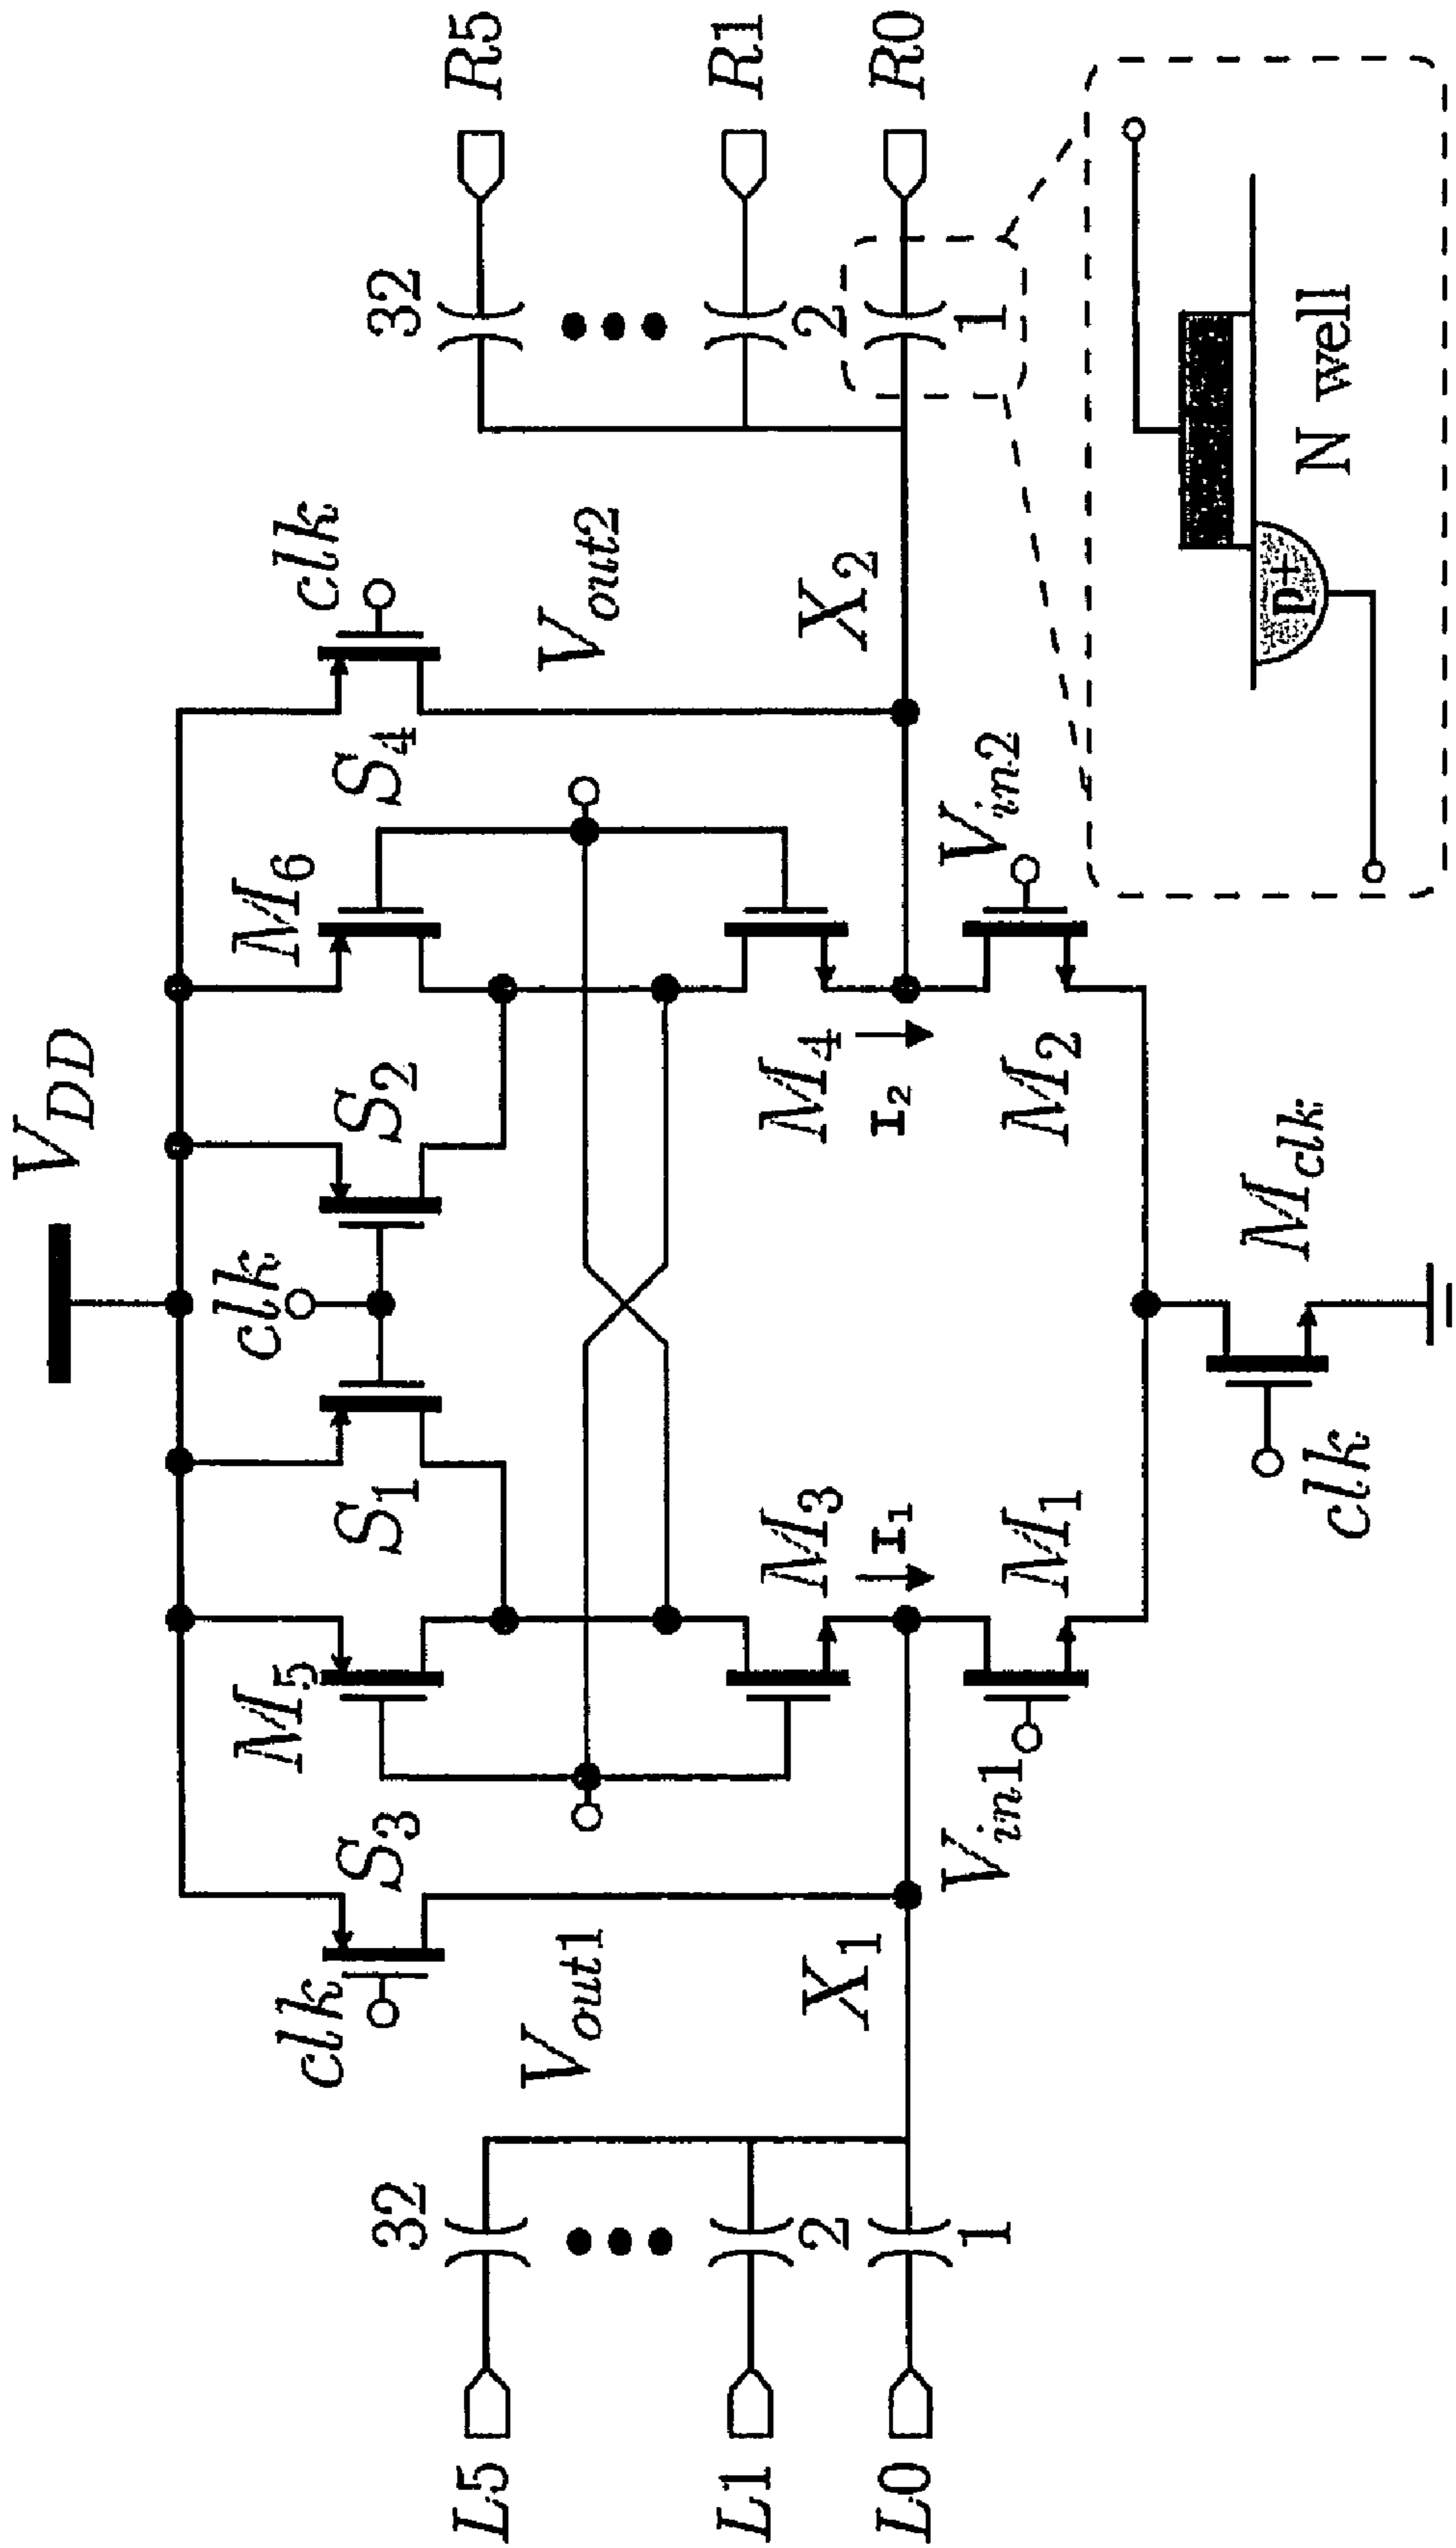 V_DD
clk
clk
clk
S_3
M_5
S_1
S_2
M_6
S_4
V_out1
V_out2
L5
32
32
R5
L1
2
2
R1
L0
1
1
R0
X_1
X_2
M_3
M_4
I_1
I_2
V_in1
V_in2
M_1
M_2
clk
M_clk
p+
N well